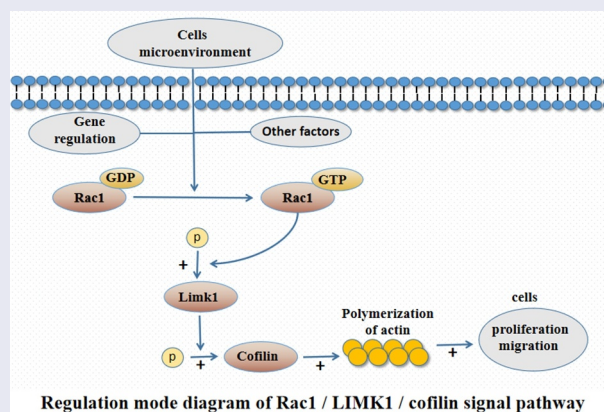 Cells
microenvironment
Gene
regulation
Other factors
GDP
Rac1
GTP
Rac1
p
+
Limk1
p
+
Cofilin
+
Polymerization
of actin
+
cells
proliferation
migration
Regulation mode diagram of Rac1 / LIMK1 / cofilin signal pathway